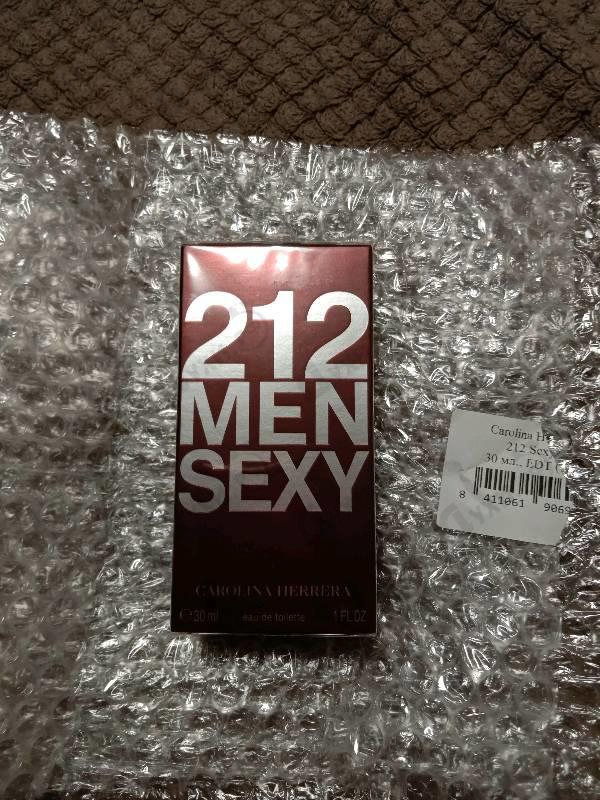 212
MEN
SEXY
CAROLINA HERRERA
℮30 ml eau de toilette 1 FL OZ
Carolina
212 Sexy
30 мл., EDT
8 411061 9069